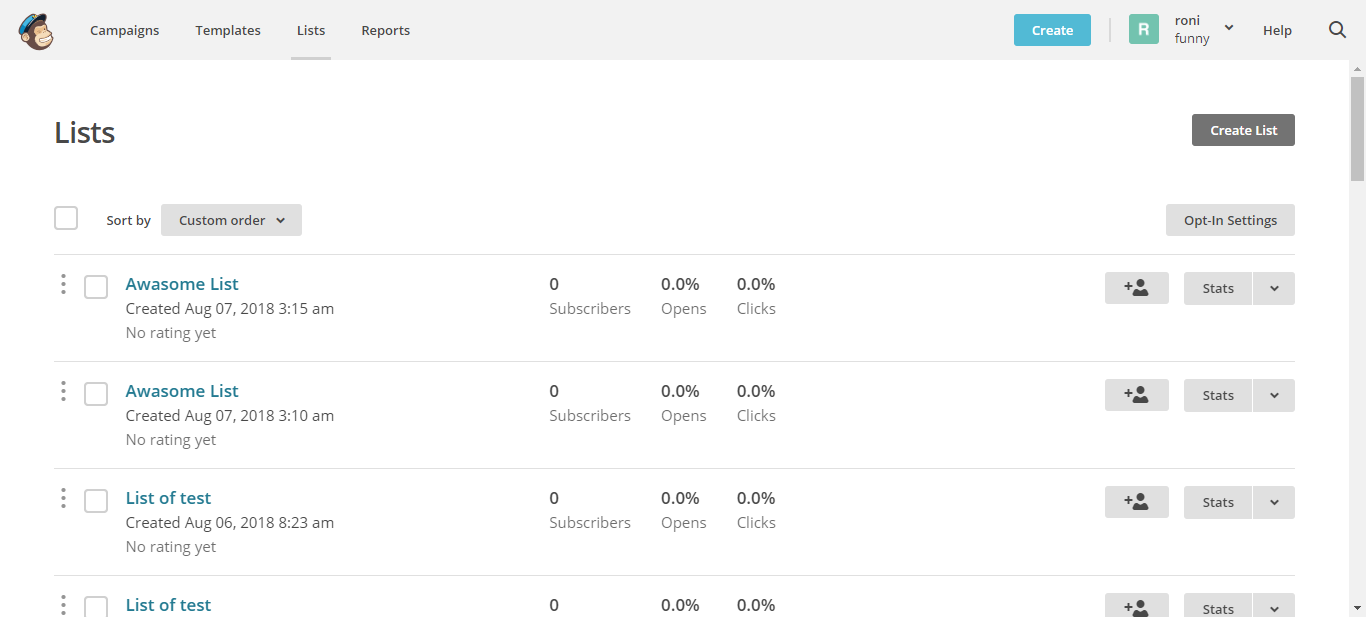 Campaigns Templates Lists Reports Create R roni Help
funny
Lists Create List
Sort by Custom order Opt-In Settings
Awasome List 0 0.0% 0.0% Stats
Created Aug 07, 2018 3:15 am Subscribers Opens Clicks
No rating yet
Awasome List 0 0.0% 0.0% Stats
Created Aug 07, 2018 3:10 am Subscribers Opens Clicks
No rating yet
List of test 0 0.0% 0.0% Stats
Created Aug 06, 2018 8:23 am Subscribers Opens Clicks
No rating yet
List of test 0 0.0% 0.0% Stats